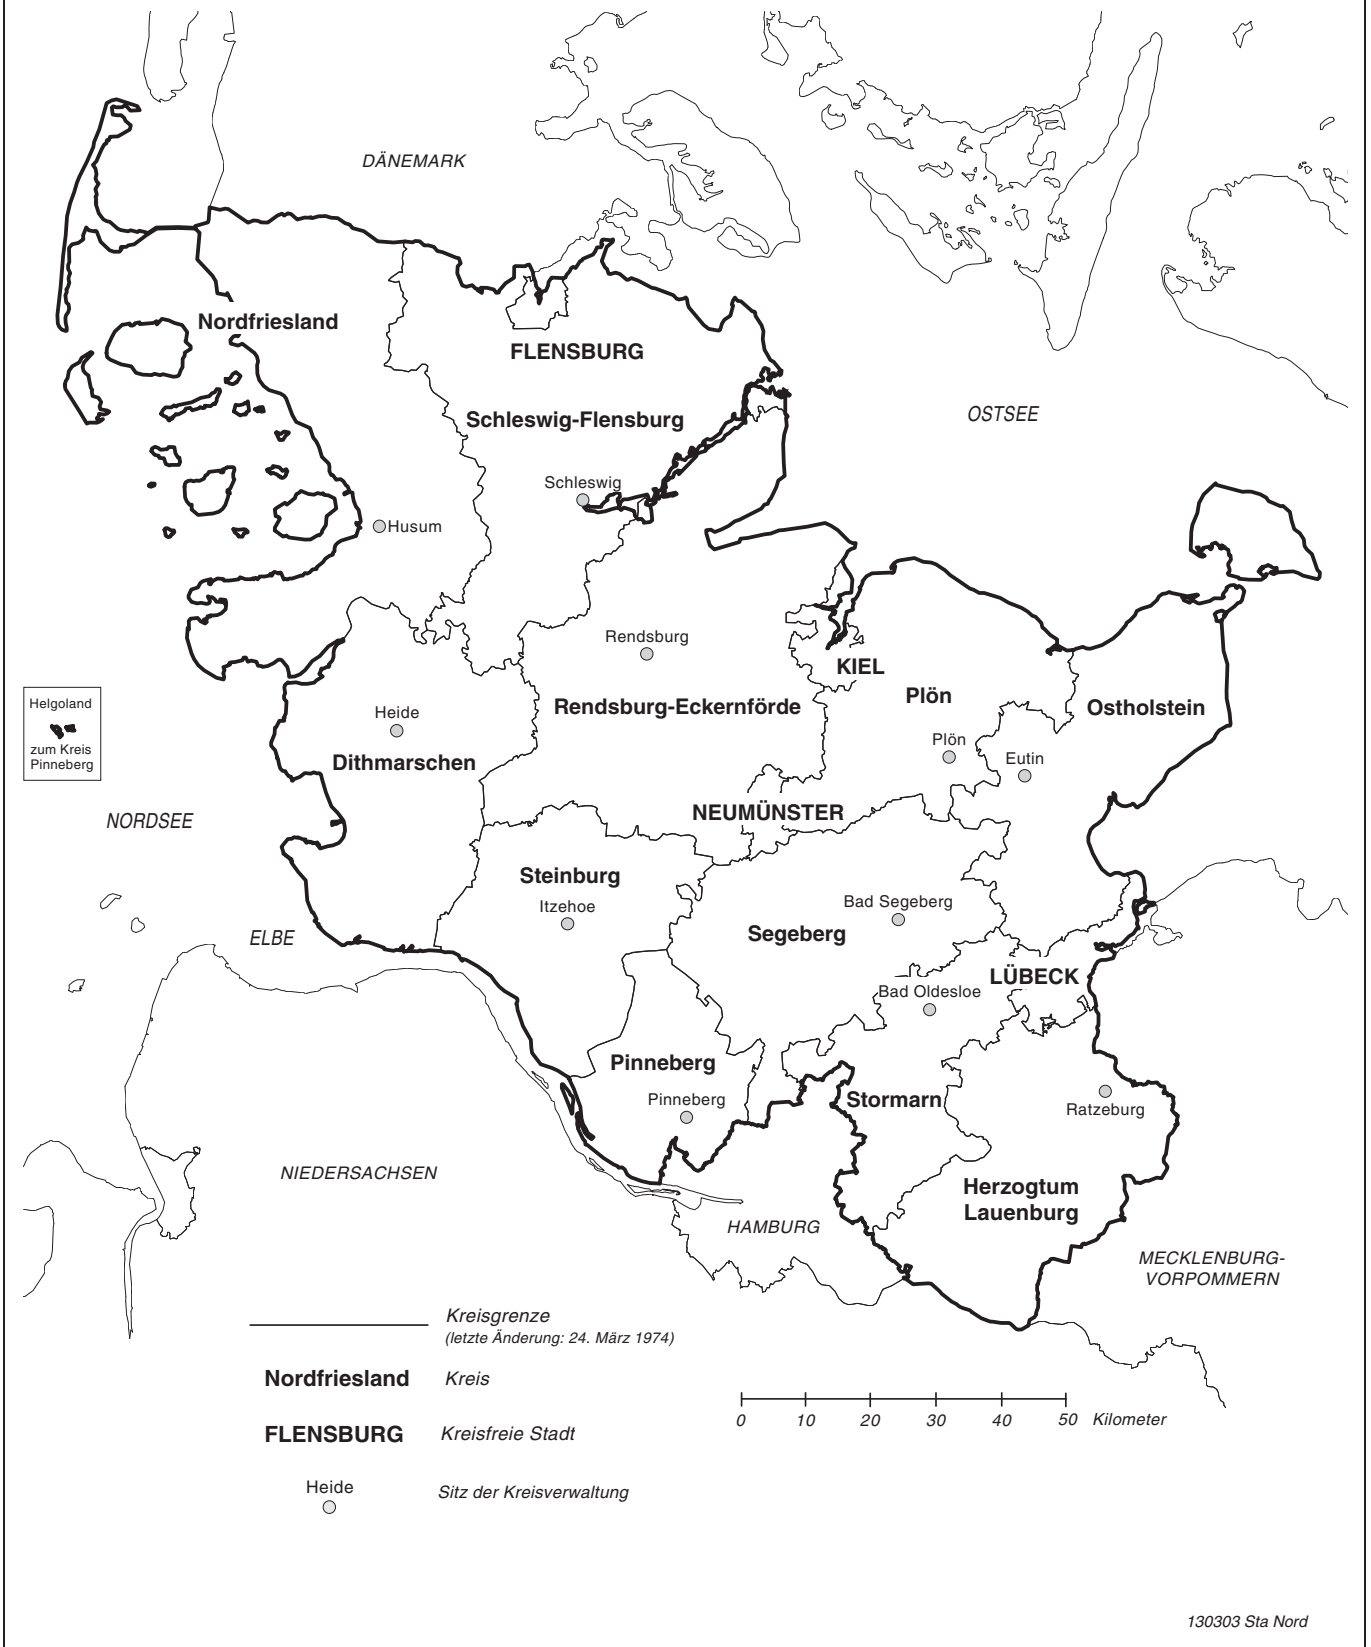 DÄNEMARK
Nordfriesland
FLENSBURG
OSTSEE
Schleswig-Flensburg
Schleswig
Husum
Rendsburg
KIEL
Helgoland
zum Kreis
Pinneberg
Plön
Rendsburg-Eckernförde
Ostholstein
Heide
Dithmarschen
Plön
Eutin
NEUMÜNSTER
NORDSEE
Steinburg
Itzehoe
Bad Segeberg
Segeberg
ELBE
LÜBECK
Bad Oldesloe
Pinneberg
Pinneberg
Stormarn
Ratzeburg
NIEDERSACHSEN
Herzogtum
Lauenburg
HAMBURG
MECKLENBURG-
VORPOMMERN
Kreisgrenze
(letzte Änderung: 24. März 1974)
Nordfriesland Kreis
0 10 20 30 40 50 Kilometer
FLENSBURG Kreisfreie Stadt
Heide
Sitz der Kreisverwaltung
130303 Sta Nord